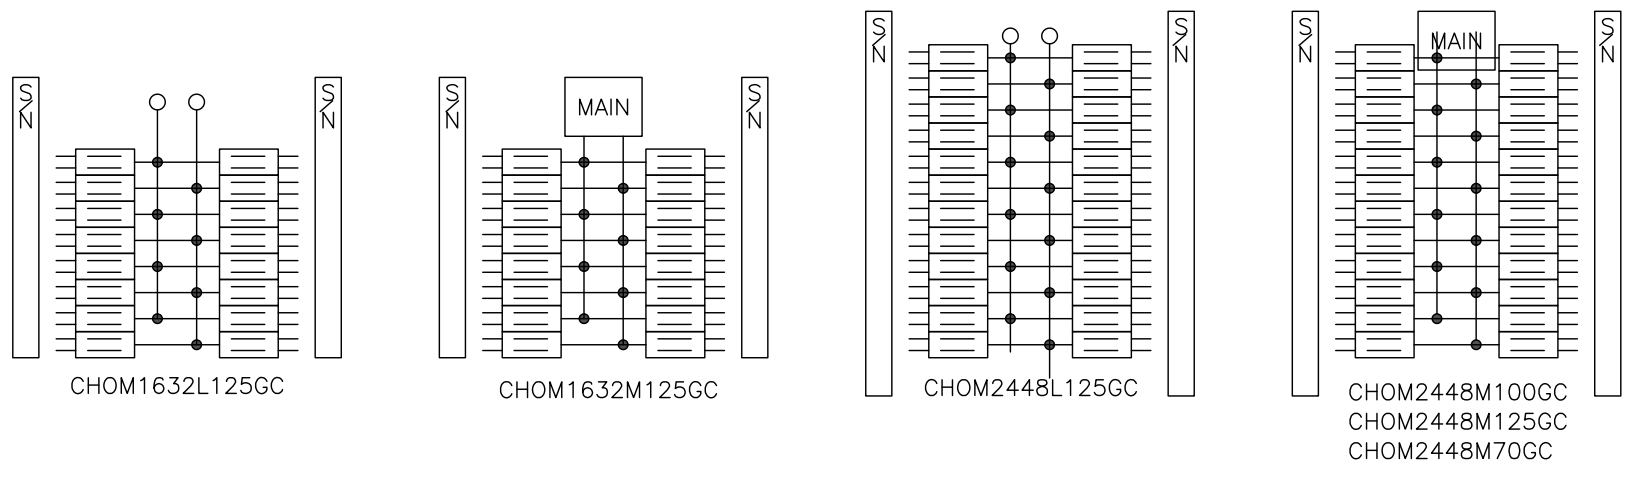 S/N
S/N
CHOM1632L125GC
S/N
MAIN
S/N
CHOM1632M125GC
S/N
S/N
CHOM2448L125GC
S/N
MAIN
S/N
CHOM2448M100GC
CHOM2448M125GC
CHOM2448M70GC